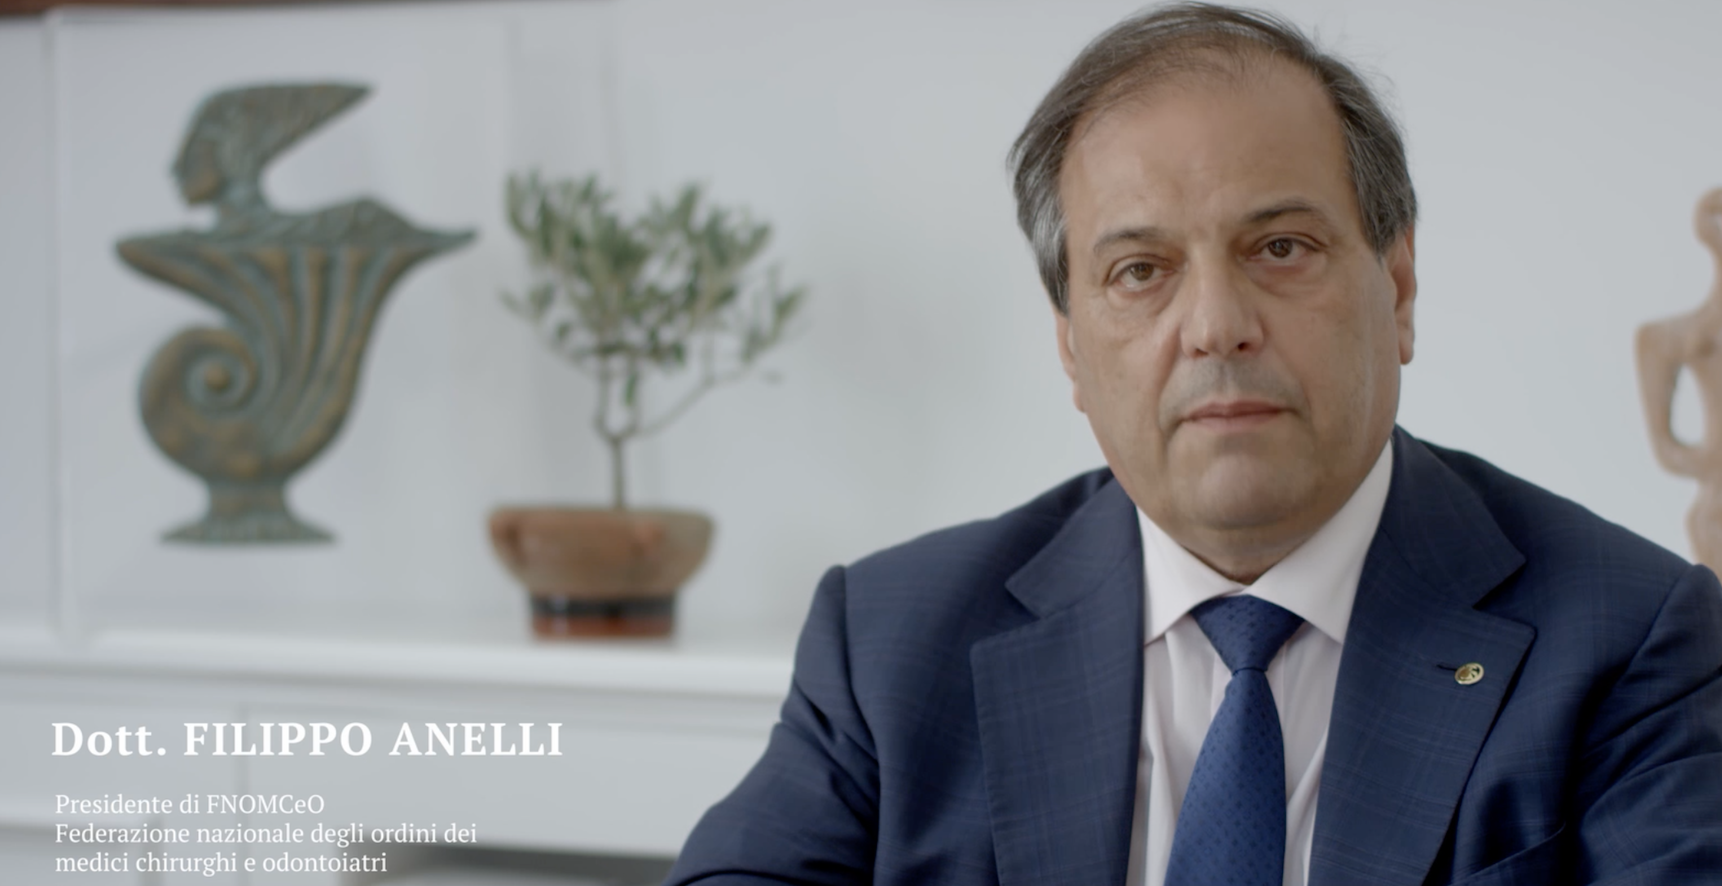 Dott. FILIPPO ANELLI
Presidente di FNOMCeO
Federazione nazionale degli ordini dei
medici chirurghi e odontoiatri